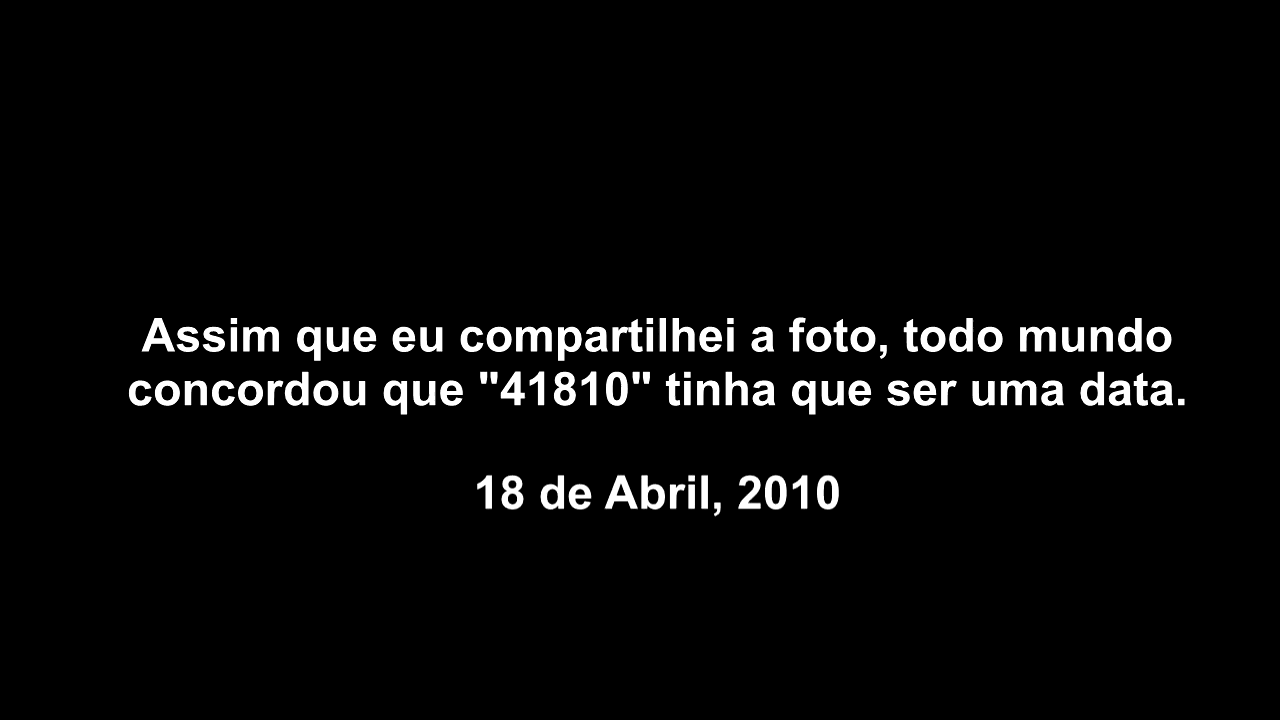 Assim que eu compartilhei a foto, todo mundo
concordou que "41810" tinha que ser uma data.
18 de Abril, 2010